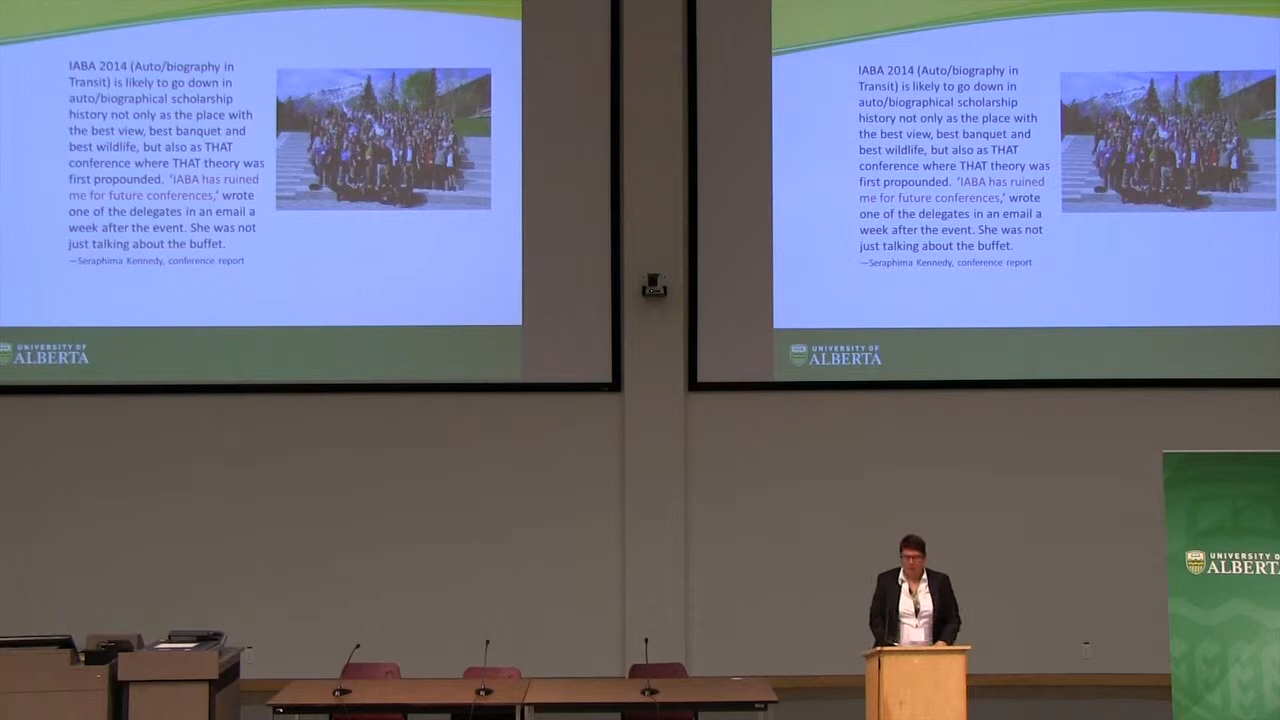 IABA 2014 (Auto/biography in
Transit) is likely to go down in
auto/biographical scholarship
history not only as the place with
the best view, best banquet and
best wildlife, but also as THAT
conference where THAT theory was
first propounded. ‘IABA has ruined
me for future conferences,’ wrote
one of the delegates in an email a
week after the event. She was not
just talking about the buffet.
—Seraphima Kennedy, conference report
UNIVERSITY OF
ALBERTA
IABA 2014 (Auto/biography in
Transit) is likely to go down in
auto/biographical scholarship
history not only as the place with
the best view, best banquet and
best wildlife, but also as THAT
conference where THAT theory was
first propounded. ‘IABA has ruined
me for future conferences,’ wrote
one of the delegates in an email a
week after the event. She was not
just talking about the buffet.
—Seraphima Kennedy, conference report
UNIVERSITY OF
ALBERTA
UNIVERSITY O
ALBERTA